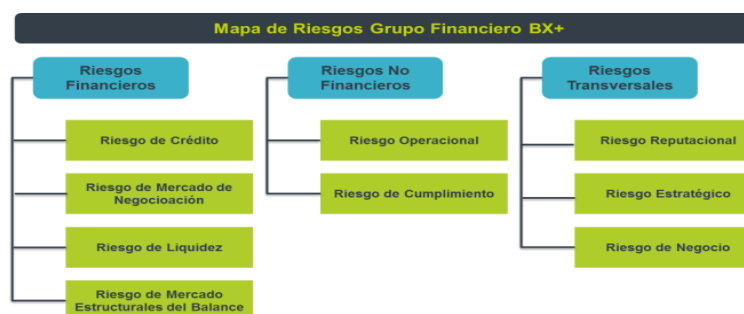 Mapa de Riesgos Grupo Financiero BX+
Riesgos
Financieros
Riesgo de Crédito
Riesgo de Mercado de
Negocioación
Riesgo de Liquidez
Riesgo de Mercado
Estructurales del Balance
Riesgos No
Financieros
Riesgo Operacional
Riesgo de Cumplimiento
Riesgos
Transversales
Riesgo Reputacional
Riesgo Estratégico
Riesgo de Negocio